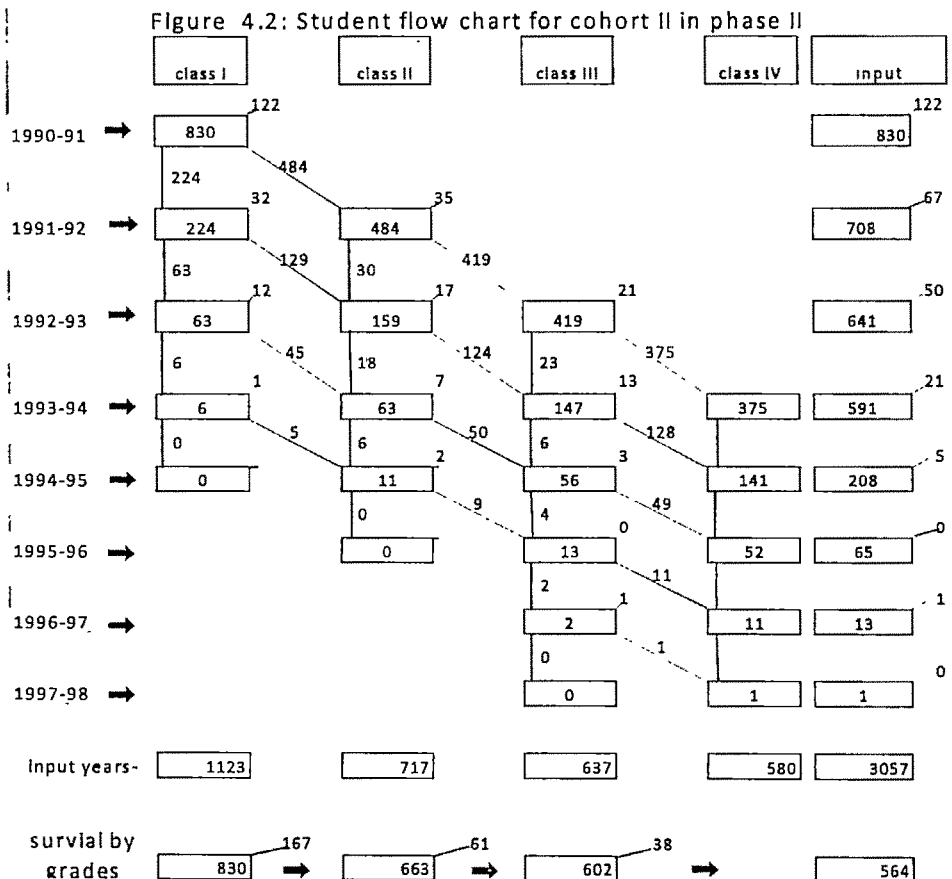 Figure 4.2: Student flow chart for cohort II in phase II
class I class II class III class IV input
122 122
1990-91 830 830
224 484
32 35 67
1991-92 224 484 708
63 129 30 419
12 17 21 50
1992-93 63 159 419 641
6 45 18 124 23 375
1 7 13 21
1993-94 6 63 147 375 591
0 5 6 50 6 128
2 3 5
1994-95 0 11 56 141 208
0 9 4 49
0 0
1995-96 0 13 52 65
2 11
1 1
1996-97 2 11 13
0 1
0
1997-98 0 1 1
Input years- 1123 717 637 580 3057
survial by 167 61 38
grades 830 663 602 564